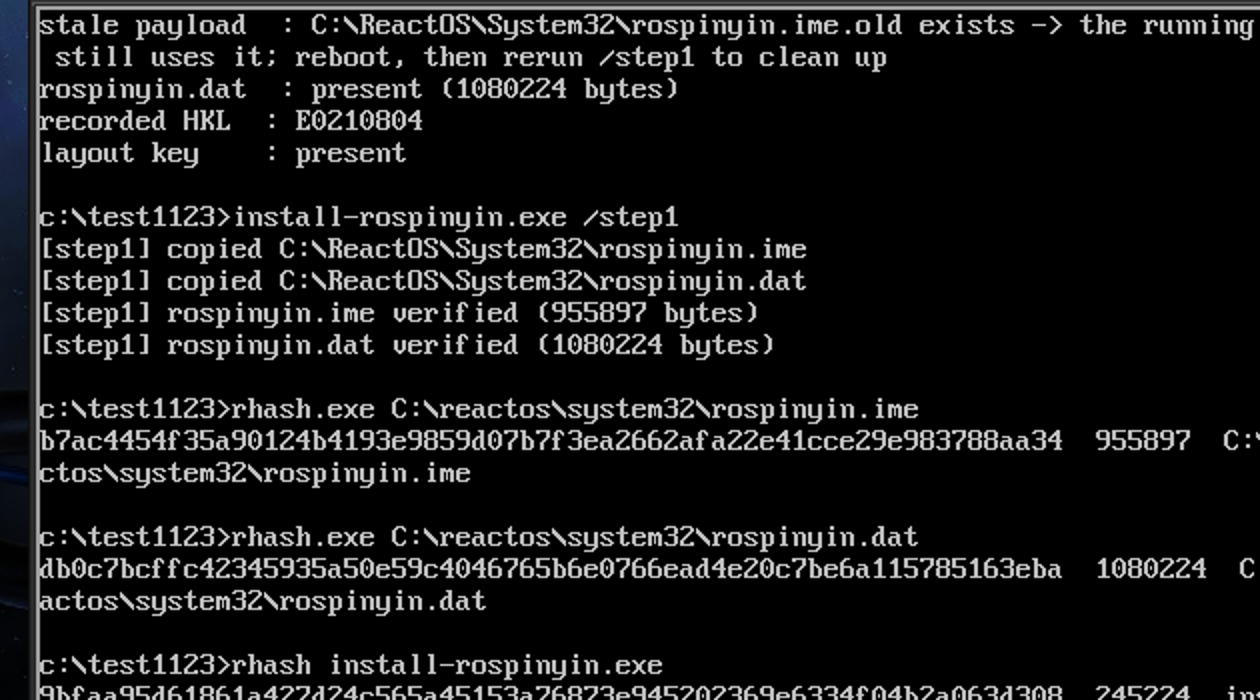 stale payload  : C:\ReactOS\System32\rospinyin.ime.old exists -> the running
 still uses it; reboot, then rerun /step1 to clean up
rospinyin.dat  : present (1080224 bytes)
recorded HKL  : E0210804
layout key    : present
c:\test1123>install-rospinyin.exe /step1
[step1] copied C:\ReactOS\System32\rospinyin.ime
[step1] copied C:\ReactOS\System32\rospinyin.dat
[step1] rospinyin.ime verified (955897 bytes)
[step1] rospinyin.dat verified (1080224 bytes)
c:\test1123>rhash.exe C:\reactos\system32\rospinyin.ime
b7ac4454f35a90124b4193e9859d07b7f3ea2662afa22e41cce29e983788aa34  955897  C:\
ctos\system32\rospinyin.ime
c:\test1123>rhash.exe C:\reactos\system32\rospinyin.dat
db0c7bcffc42345935a50e59c4046765b6e0766ead4e20c7be6a115785163eba  1080224  C
actos\system32\rospinyin.dat
c:\test1123>rhash install-rospinyin.exe
9bfaa95d61861a427d24c565a45153a76823e945202369e6334f04b2a063d308  245224